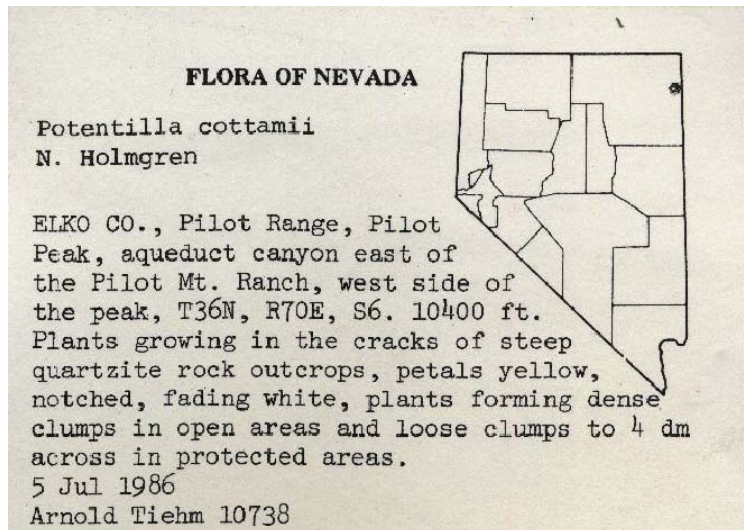 FLORA OF NEVADA
Potentilla cottamii
N. Holmgren
ELKO CO., Pilot Range, Pilot
Peak, aqueduct canyon east of
the Pilot Mt. Ranch, west side of
the peak, T36N, R70E, S6. 10400 ft.
Plants growing in the cracks of steep
quartzite rock outcrops, petals yellow,
notched, fading white, plants forming dense
clumps in open areas and loose clumps to 4 dm
across in protected areas.
5 Jul 1986
Arnold Tiehm 10738